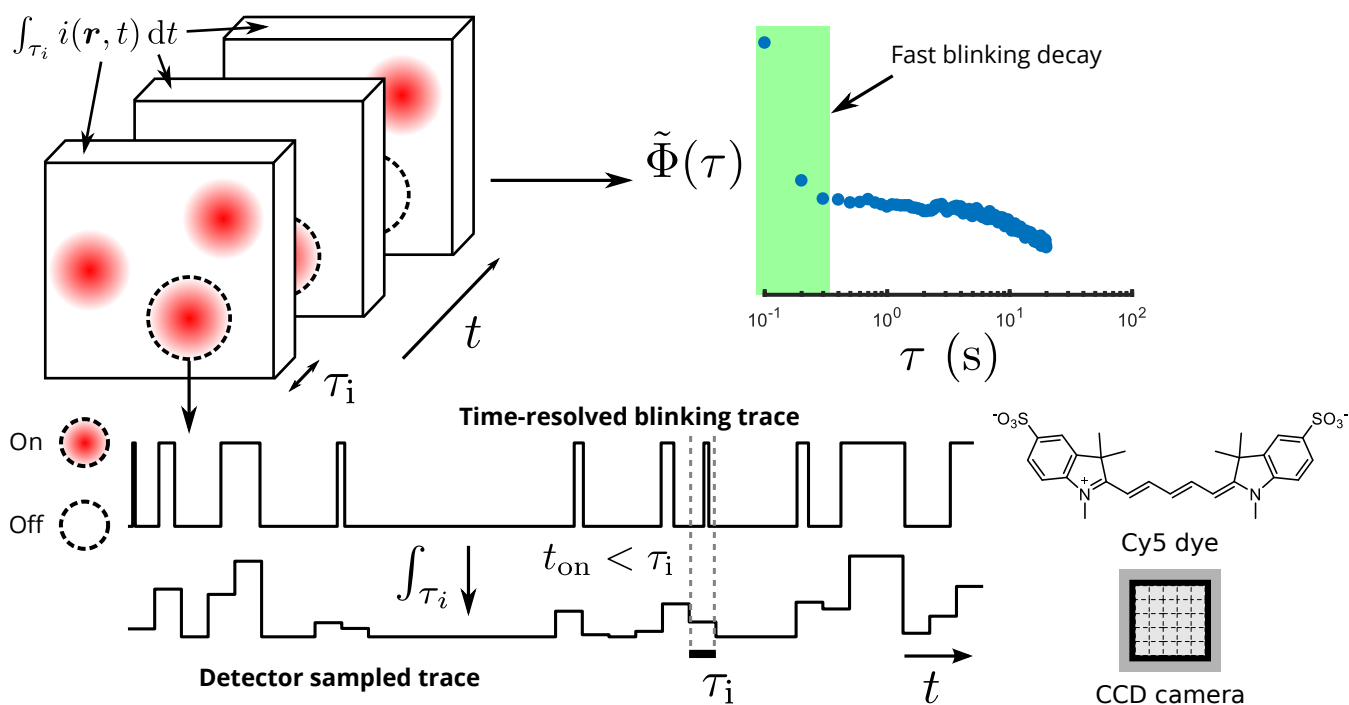 ∫τᵢ i(r, t) dt
Fast blinking decay
Φ̃(τ)
10⁻¹ 10⁰ 10¹ 10²
τ (s)
t
τᵢ
Time-resolved blinking trace
On
Off
∫τᵢ
t_on < τᵢ
Detector sampled trace
τᵢ
t
⁻O₃S SO₃⁻
N + N
Cy5 dye
CCD camera